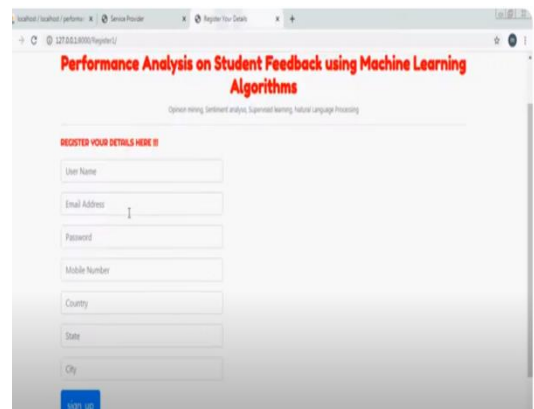 localhost / localhost / performa
Service Provider
Register Your Details
127.0.0.1:8000/Register1/
Performance Analysis on Student Feedback using Machine Learning
Algorithms
Opinion mining, Sentiment analysis, Supervised learning, Natural Language Processing
REGISTER YOUR DETAILS HERE !!!
User Name
Email Address
Password
Mobile Number
Country
State
City
sign_up